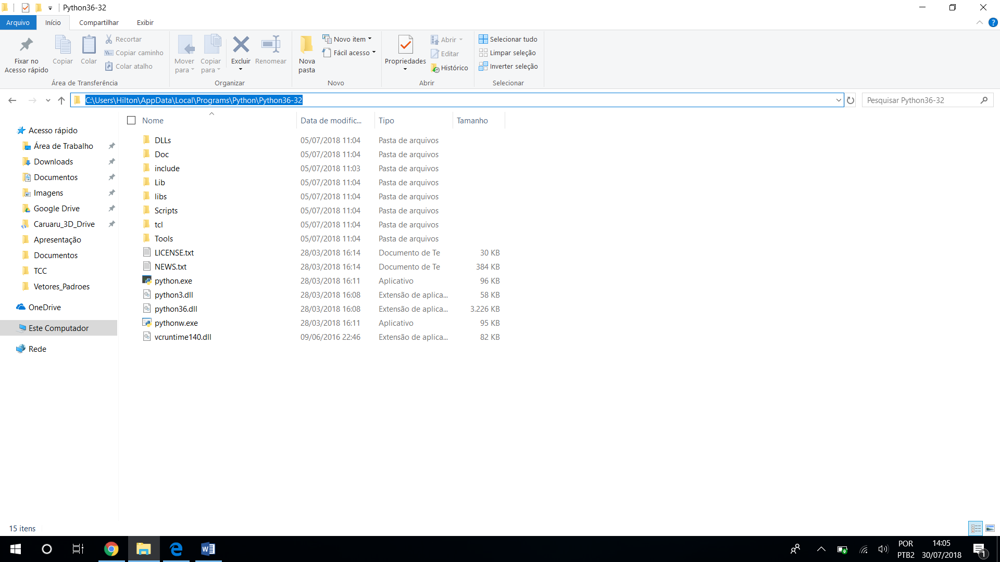 Python36-32
Arquivo Início Compartilhar Exibir
Fixar no Acesso rápido
Copiar
Colar
Recortar
Copiar caminho
Colar atalho
Área de Transferência
Mover para
Copiar para
Excluir
Renomear
Organizar
Nova pasta
Novo item
Fácil acesso
Novo
Propriedades
Abrir
Editar
Histórico
Abrir
Selecionar tudo
Limpar seleção
Inverter seleção
Selecionar
C:\Users\Hilton\AppData\Local\Programs\Python\Python36-32
Pesquisar Python36-32
Acesso rápido
Área de Trabalho
Downloads
Documentos
Imagens
Google Drive
Caruaru_3D_Drive
Apresentação
Documentos
TCC
Vetores_Padroes
OneDrive
Este Computador
Rede
Nome Data de modific... Tipo Tamanho
DLLs 05/07/2018 11:04 Pasta de arquivos
Doc 05/07/2018 11:04 Pasta de arquivos
include 05/07/2018 11:03 Pasta de arquivos
Lib 05/07/2018 11:04 Pasta de arquivos
libs 05/07/2018 11:04 Pasta de arquivos
Scripts 05/07/2018 11:04 Pasta de arquivos
tcl 05/07/2018 11:04 Pasta de arquivos
Tools 05/07/2018 11:04 Pasta de arquivos
LICENSE.txt 28/03/2018 16:14 Documento de Te 30 KB
NEWS.txt 28/03/2018 16:14 Documento de Te 384 KB
python.exe 28/03/2018 16:11 Aplicativo 96 KB
python3.dll 28/03/2018 16:08 Extensão de aplica... 58 KB
python36.dll 28/03/2018 16:08 Extensão de aplica... 3.226 KB
pythonw.exe 28/03/2018 16:11 Aplicativo 95 KB
vcruntime140.dll 09/06/2016 22:46 Extensão de aplica... 82 KB
15 itens
POR
PTB2
14:05
30/07/2018
1